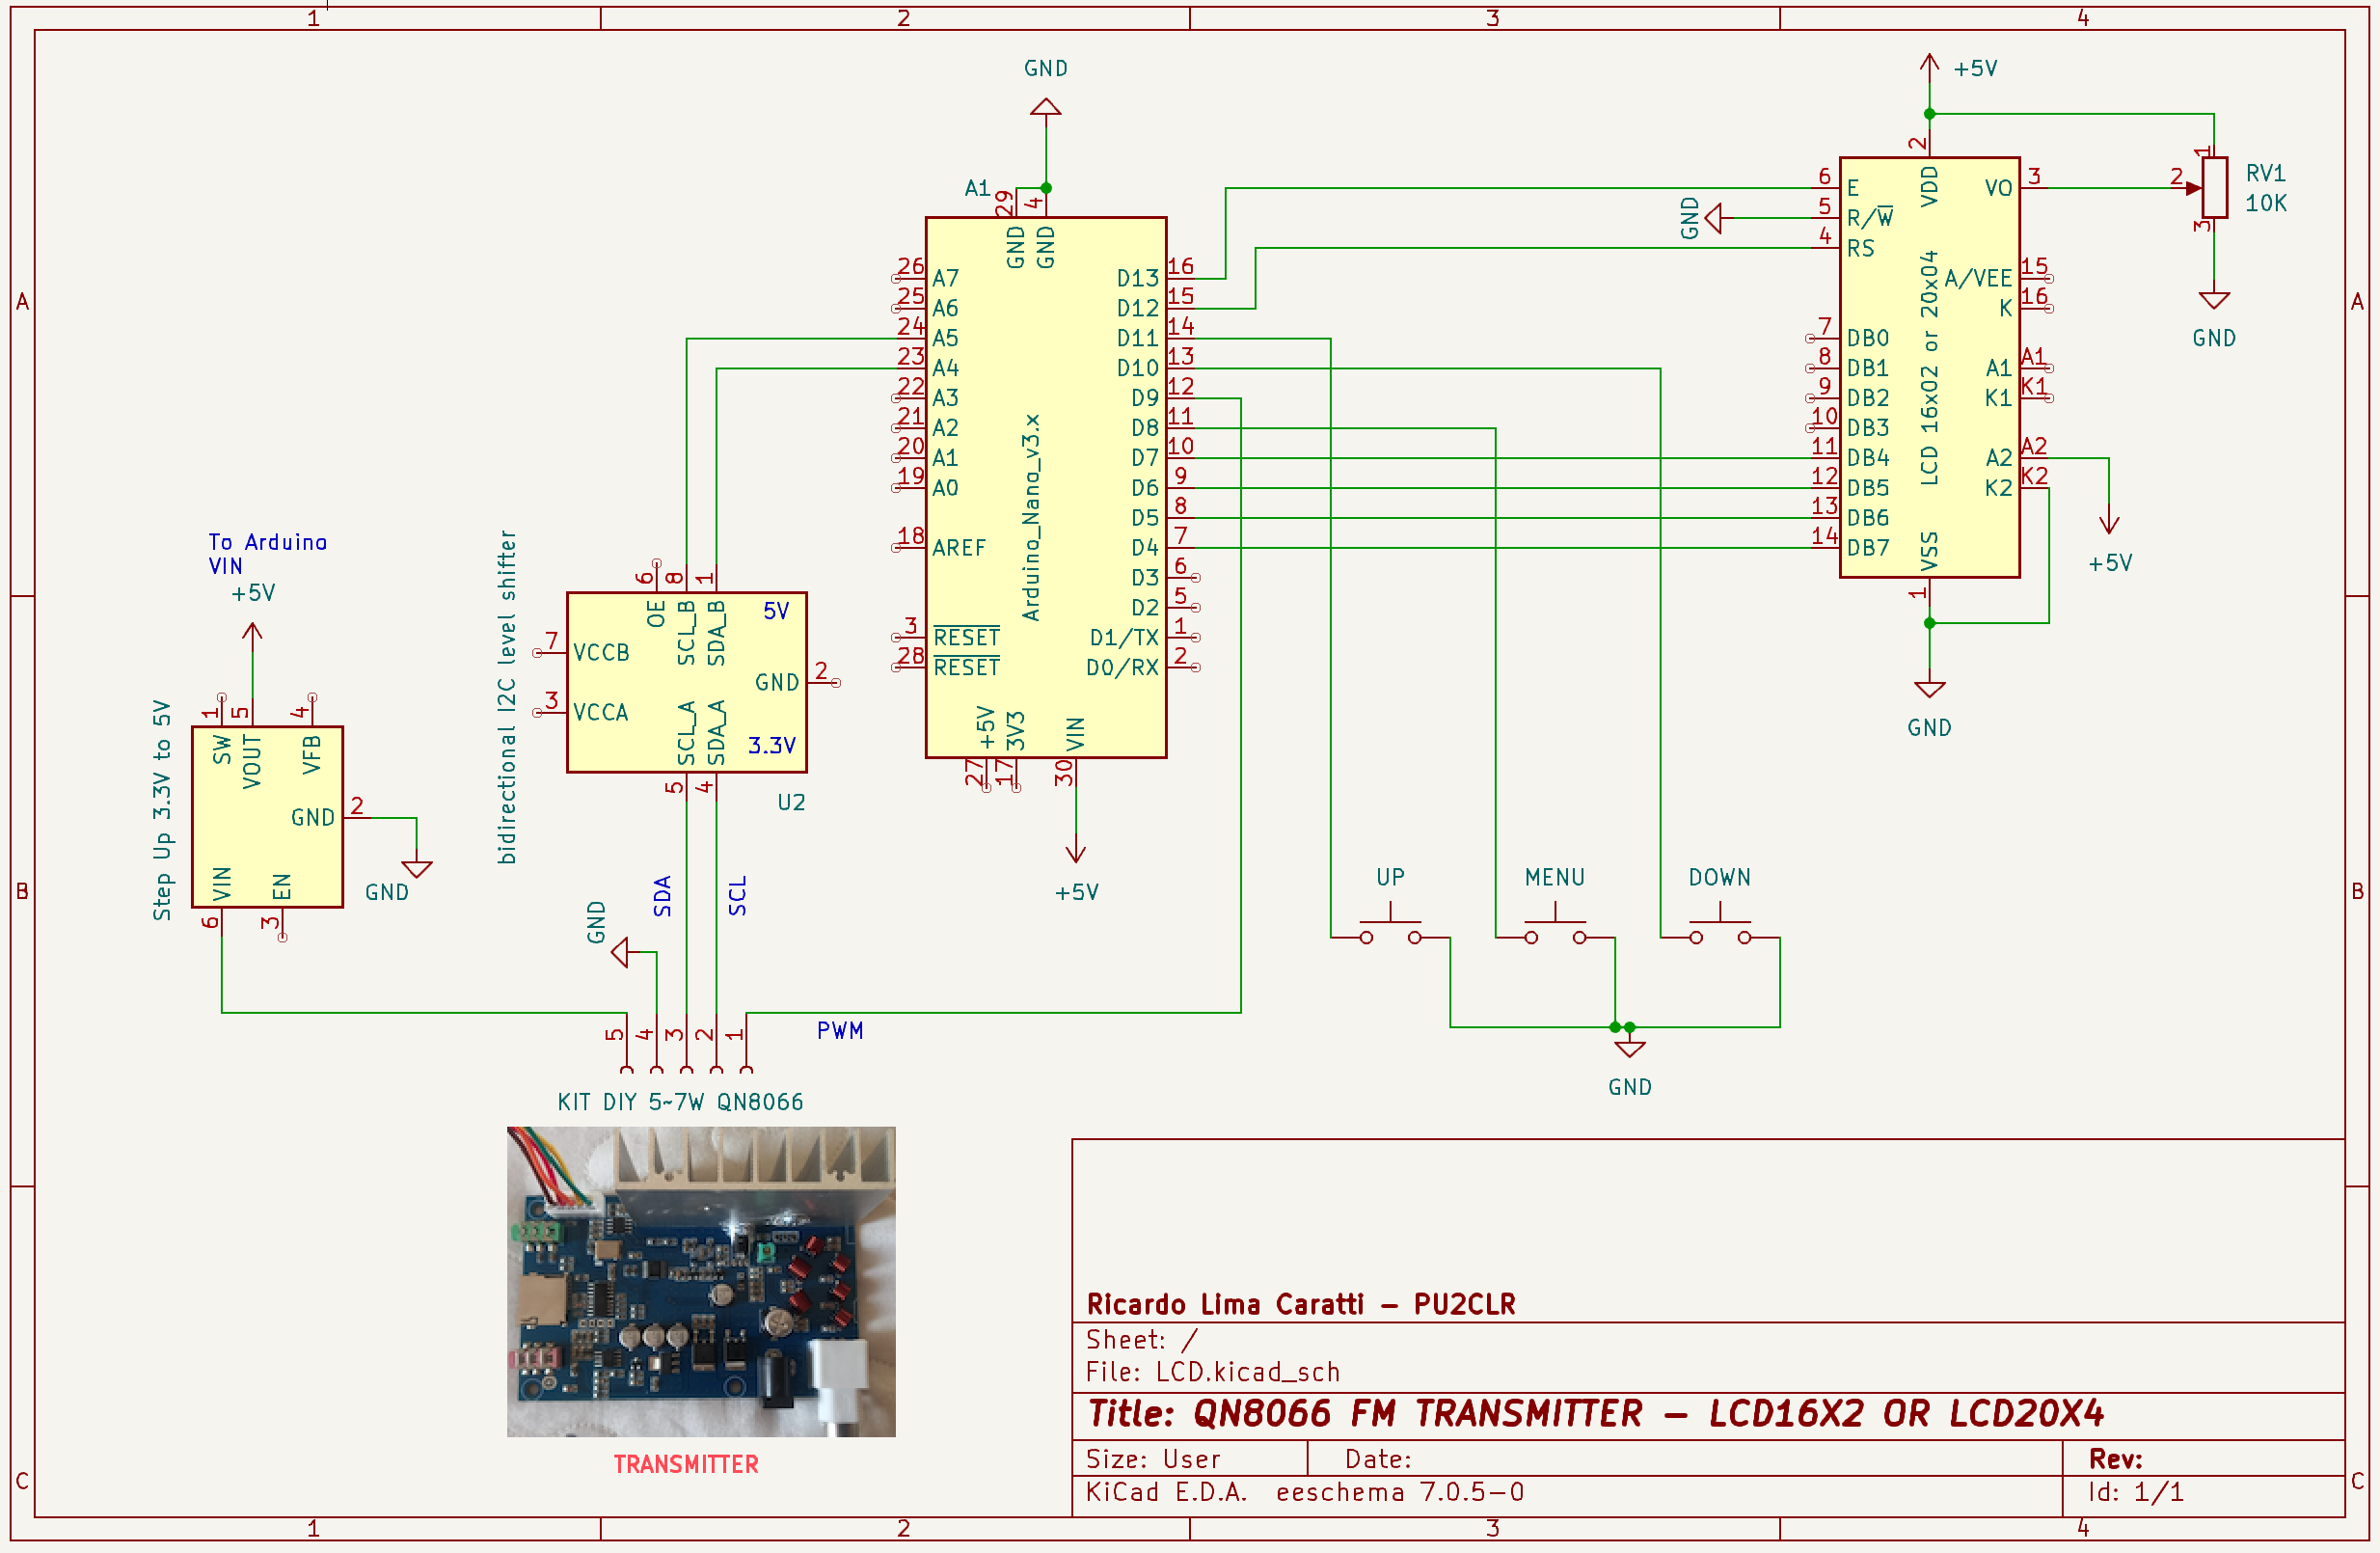 1
2
3
4
A
B
C
A
B
C
1
2
3
4
GND
A1
29
4
GND
GND
26
A7
25
A6
24
A5
23
A4
22
A3
21
A2
20
A1
19
A0
18
AREF
3
RESET
28
RESET
Arduino_Nano_v3.x
D13
16
D12
15
D11
14
D10
13
D9
12
D8
11
D7
10
D6
9
D5
8
D4
7
D3
6
D2
5
D1/TX
1
D0/RX
2
+5V
3V3
VIN
27
17
30
+5V
+5V
2
VDD
6
E
GND
5
R/W
4
RS
7
DB0
8
DB1
9
DB2
10
DB3
11
DB4
12
DB5
13
DB6
14
DB7
LCD 16x02 or 20x04
VO
3
A/VEE
15
K
16
A1
A1
K1
K1
A2
A2
K2
K2
VSS
1
GND
+5V
2
1
3
RV1
10K
GND
To Arduino
VIN
+5V
Step Up 3.3V to 5V
1
5
4
SW
VOUT
VFB
GND
2
VIN
EN
6
3
GND
bidirectional I2C level shifter
6
8
1
OE
SCL_B
SDA_B
5V
7
VCCB
3
VCCA
GND
2
SCL_A
SDA_A
3.3V
5
4
U2
SDA
SCL
GND
5
4
3
2
1
PWM
KIT DIY 5~7W QN8066
TRANSMITTER
UP
MENU
DOWN
GND
Ricardo Lima Caratti - PU2CLR
Sheet: /
File: LCD.kicad_sch
Title: QN8066 FM TRANSMITTER - LCD16X2 OR LCD20X4
Size: User
Date:
Rev:
KiCad E.D.A. eeschema 7.0.5-0
Id: 1/1